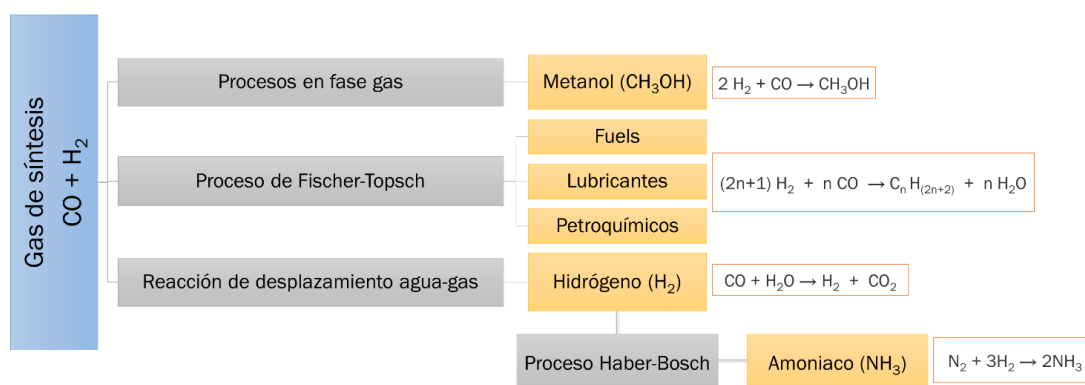 Gas de síntesis
CO + H₂
Procesos en fase gas
Metanol (CH₃OH)
2 H₂ + CO → CH₃OH
Proceso de Fischer-Topsch
Fuels
Lubricantes
Petroquímicos
(2n+1) H₂ + n CO → CₙH₍₂ₙ₊₂₎ + n H₂O
Reacción de desplazamiento agua-gas
Hidrógeno (H₂)
CO + H₂O → H₂ + CO₂
Proceso Haber-Bosch
Amoniaco (NH₃)
N₂ + 3H₂ → 2NH₃